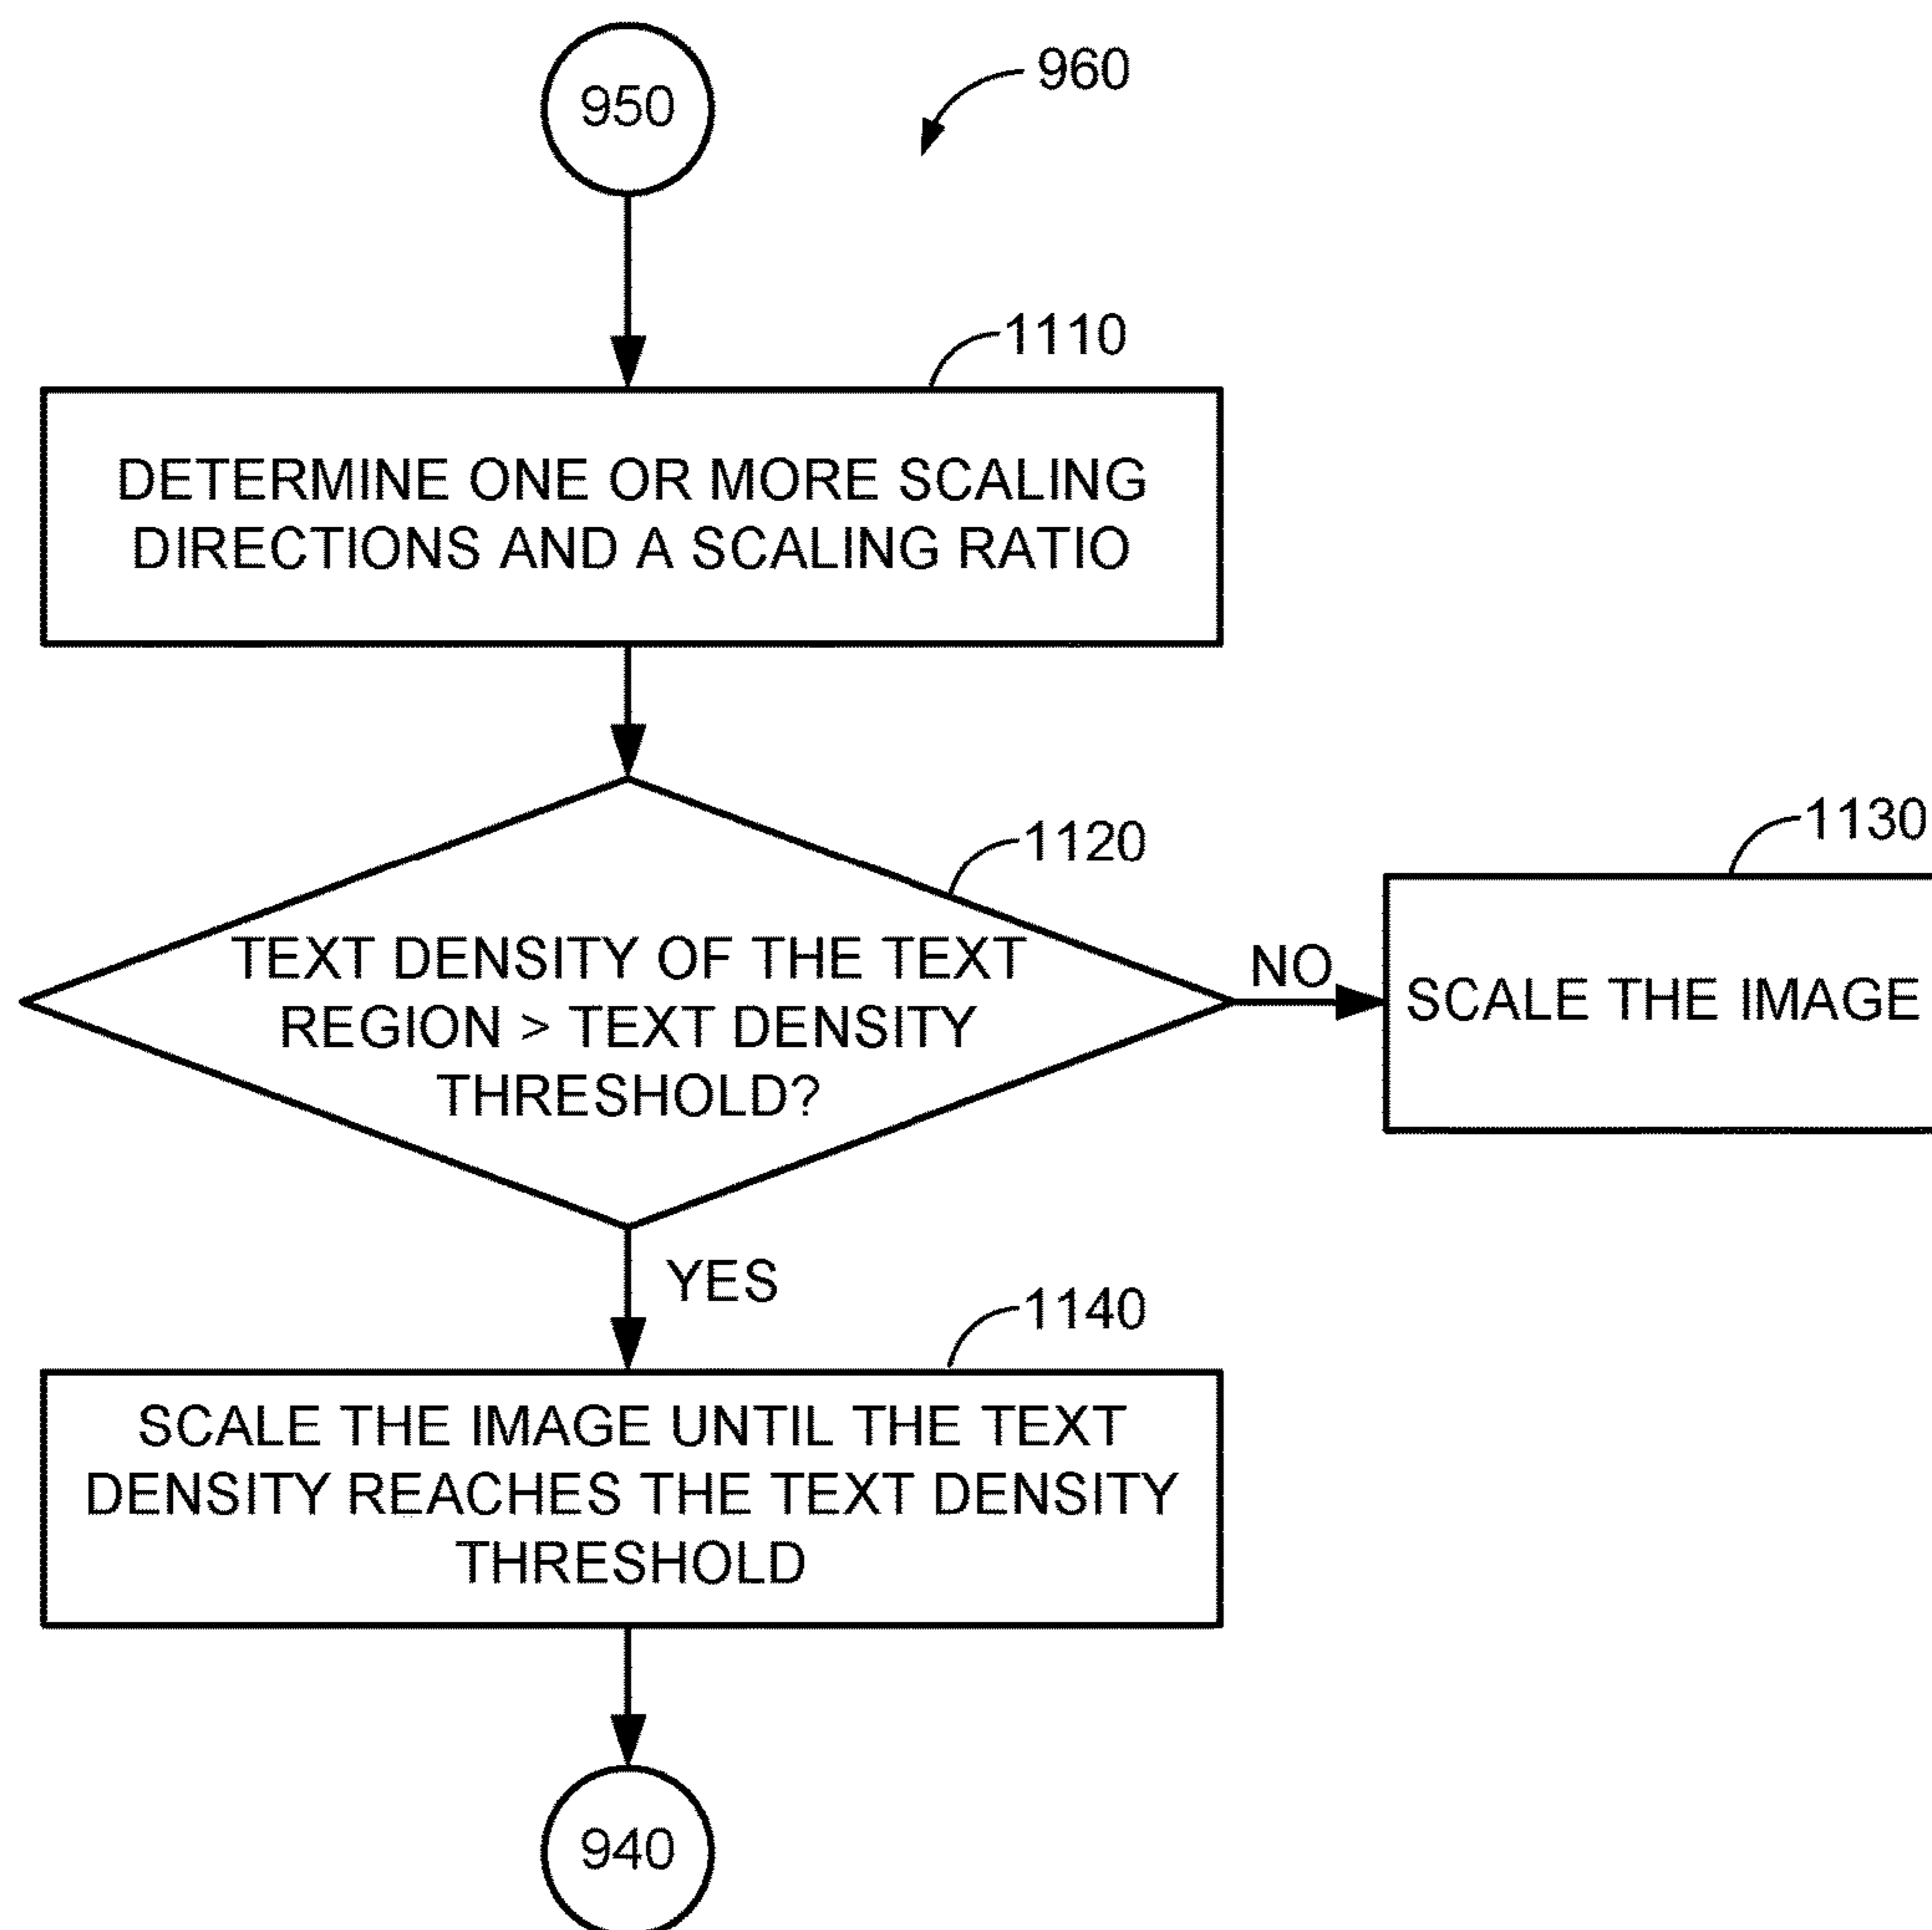 950
960
1110
DETERMINE ONE OR MORE SCALING
DIRECTIONS AND A SCALING RATIO
1120
1130
TEXT DENSITY OF THE TEXT
REGION > TEXT DENSITY
THRESHOLD?
NO
SCALE THE IMAGE
YES
1140
SCALE THE IMAGE UNTIL THE TEXT
DENSITY REACHES THE TEXT DENSITY
THRESHOLD
940